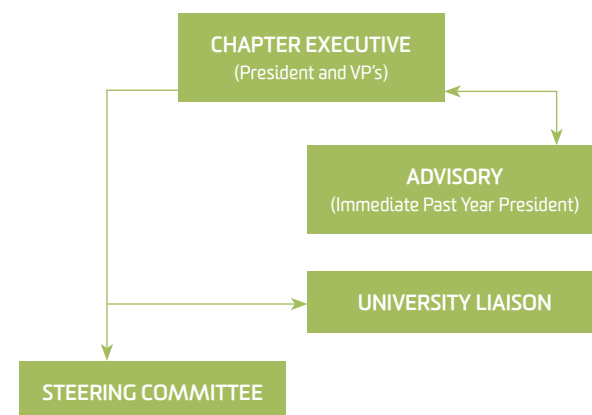 CHAPTER EXECUTIVE
(President and VP's)
ADVISORY
(Immediate Past Year President)
UNIVERSITY LIAISON
STEERING COMMITTEE